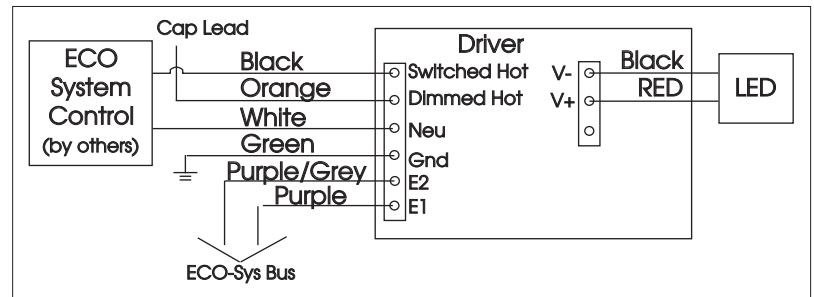 Cap Lead
ECO
System
Control
(by others)
Black
Orange
White
Green
Purple/Grey
Purple
ECO-Sys Bus
Driver
Switched Hot
Dimmed Hot
Neu
Gnd
E2
E1
V-
V+
Black
RED
LED